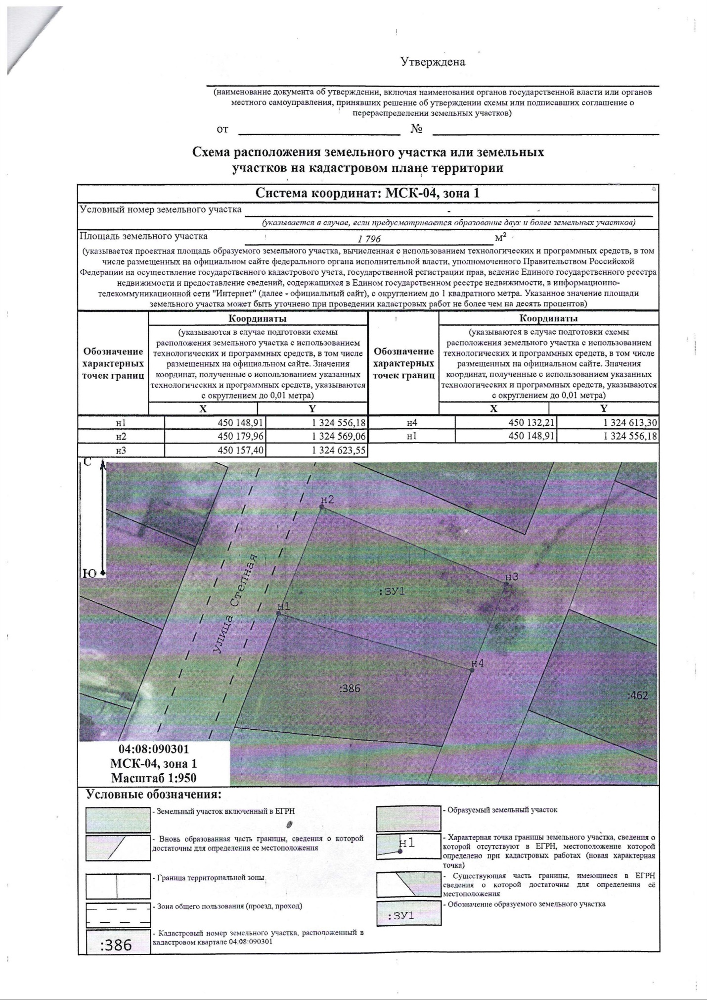 Утверждена
(наименование документа об утверждении, включая наименования органов государственной власти или органов
местного самоуправления, принявших решение об утверждении схемы или подписавших соглашение о
перераспределении земельных участков)
от № 
Схема расположения земельного участка или земельных
участков на кадастровом плане территории
Система координат: МСК-04, зона 1
Условный номер земельного участка -
(указывается в случае, если предусматривается образование двух и более земельных участков)
Площадь земельного участка 1 796 м²
(указывается проектная площадь образуемого земельного участка, вычисленная с использованием технологических и программных средств, в том
числе размещенных на официальном сайте федерального органа исполнительной власти, уполномоченного Правительством Российской
Федерации на осуществление государственного кадастрового учета, государственной регистрации прав, ведение Единого государственного реестра
недвижимости и предоставление сведений, содержащихся в Едином государственном реестре недвижимости, в информационно-
телекоммуникационной сети "Интернет" (далее - официальный сайт), с округлением до 1 квадратного метра. Указанное значение площади
земельного участка может быть уточнено при проведении кадастровых работ не более чем на десять процентов)
Обозначение
характерных
точек границ
Координаты
(указываются в случае подготовки схемы
расположения земельного участка с использованием
технологических и программных средств, в том числе
размещенных на официальном сайте. Значения
координат, полученные с использованием указанных
технологических и программных средств, указываются
с округлением до 0,01 метра)
X Y
Обозначение
характерных
точек границ
Координаты
(указываются в случае подготовки схемы
расположения земельного участка с использованием
технологических и программных средств, в том числе
размещенных на официальном сайте. Значения
координат, полученные с использованием указанных
технологических и программных средств, указываются
с округлением до 0,01 метра)
X Y
н1 450 148,91 1 324 556,18 н4 450 132,21 1 324 613,30
н2 450 179,96 1 324 569,06 н1 450 148,91 1 324 556,18
н3 450 157,40 1 324 623,55
С
Ю
н2
н3
:ЗУ1
н1
улица Степная
н4
:386
:462
04:08:090301
МСК-04, зона 1
Масштаб 1:950
Условные обозначения:
- Земельный участок включенный в ЕГРН
- Вновь образованная часть границы, сведения о которой
достаточны для определения ее местоположения
- Граница территориальной зоны
- Зона общего пользования (проезд, проход)
:386
- Кадастровый номер земельного участка, расположенный в
кадастровом квартале 04:08:090301
- Образуемый земельный участок
н1
- Характерная точка границы земельного участка, сведения о
которой отсутствуют в ЕГРН, местоположение которой
определено при кадастровых работах (новая характерная
точка)
- Существующая часть границы, имеющиеся в ЕГРН
сведения о которой достаточны для определения её
местоположения
:ЗУ1
- Обозначение образуемого земельного участка